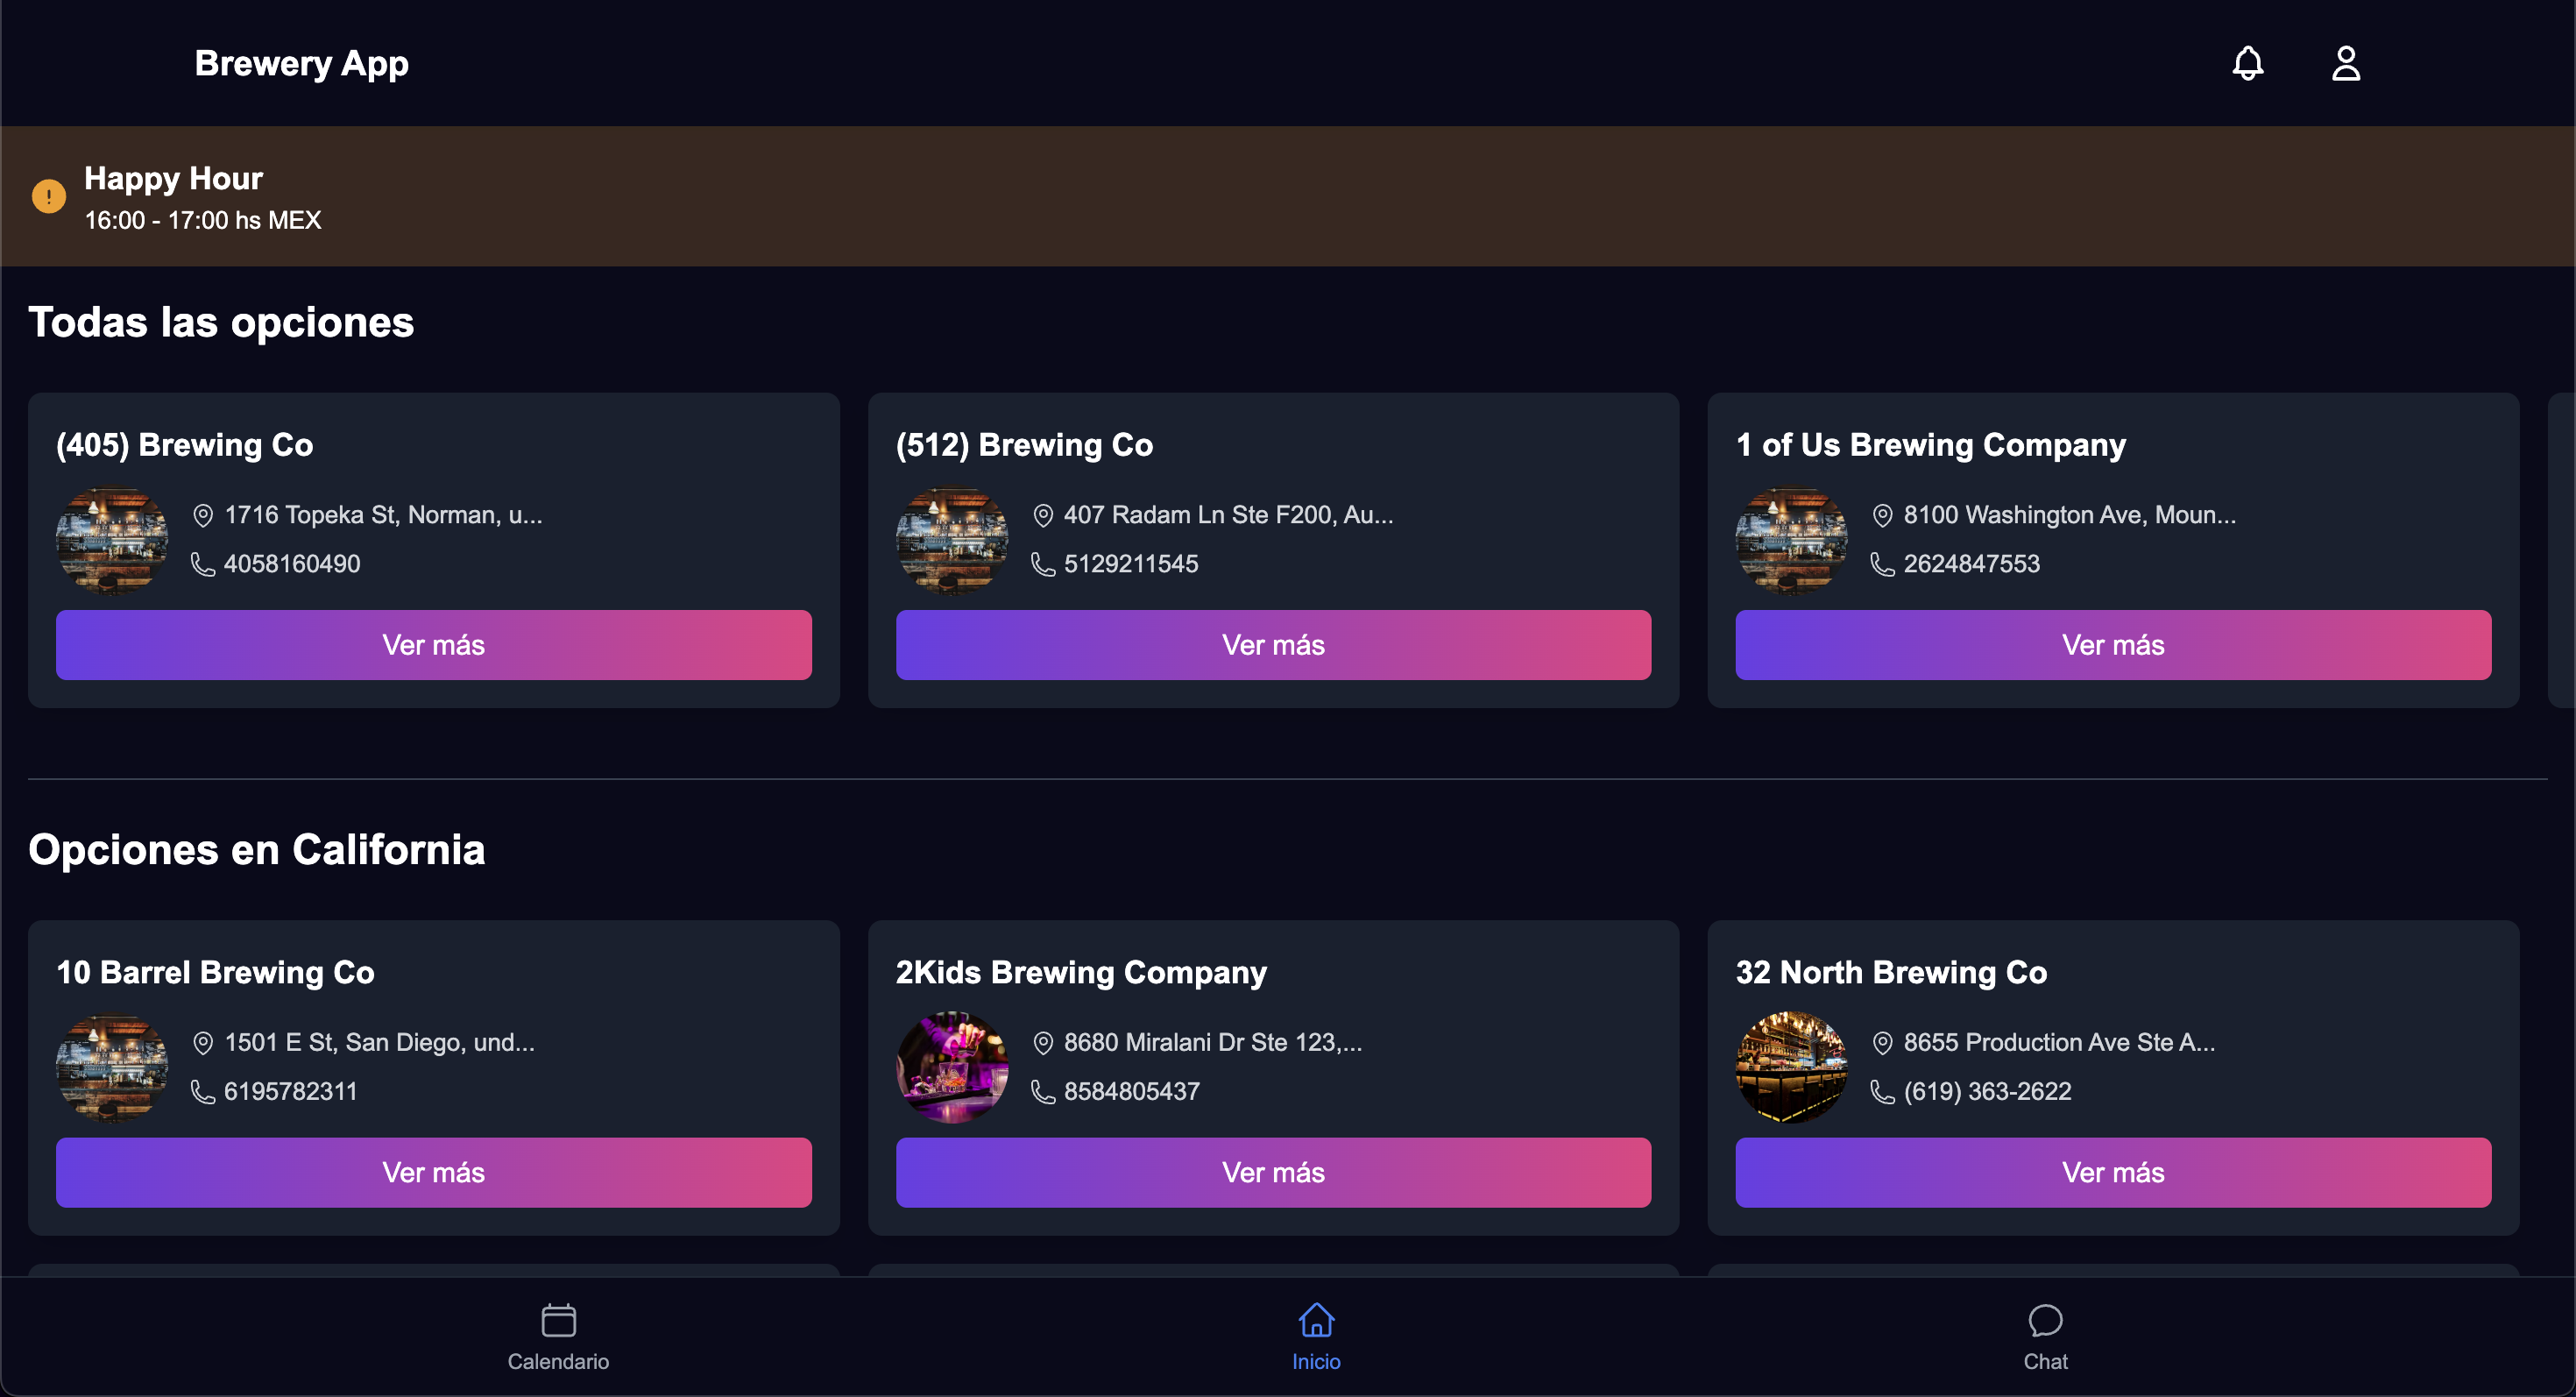 Brewery App
Happy Hour
16:00 - 17:00 hs MEX
Todas las opciones
(405) Brewing Co
1716 Topeka St, Norman, u...
4058160490
Ver más
(512) Brewing Co
407 Radam Ln Ste F200, Au...
5129211545
Ver más
1 of Us Brewing Company
8100 Washington Ave, Moun...
2624847553
Ver más
Opciones en California
10 Barrel Brewing Co
1501 E St, San Diego, und...
6195782311
Ver más
2Kids Brewing Company
8680 Miralani Dr Ste 123,...
8584805437
Ver más
32 North Brewing Co
8655 Production Ave Ste A...
(619) 363-2622
Ver más
Calendario
Inicio
Chat